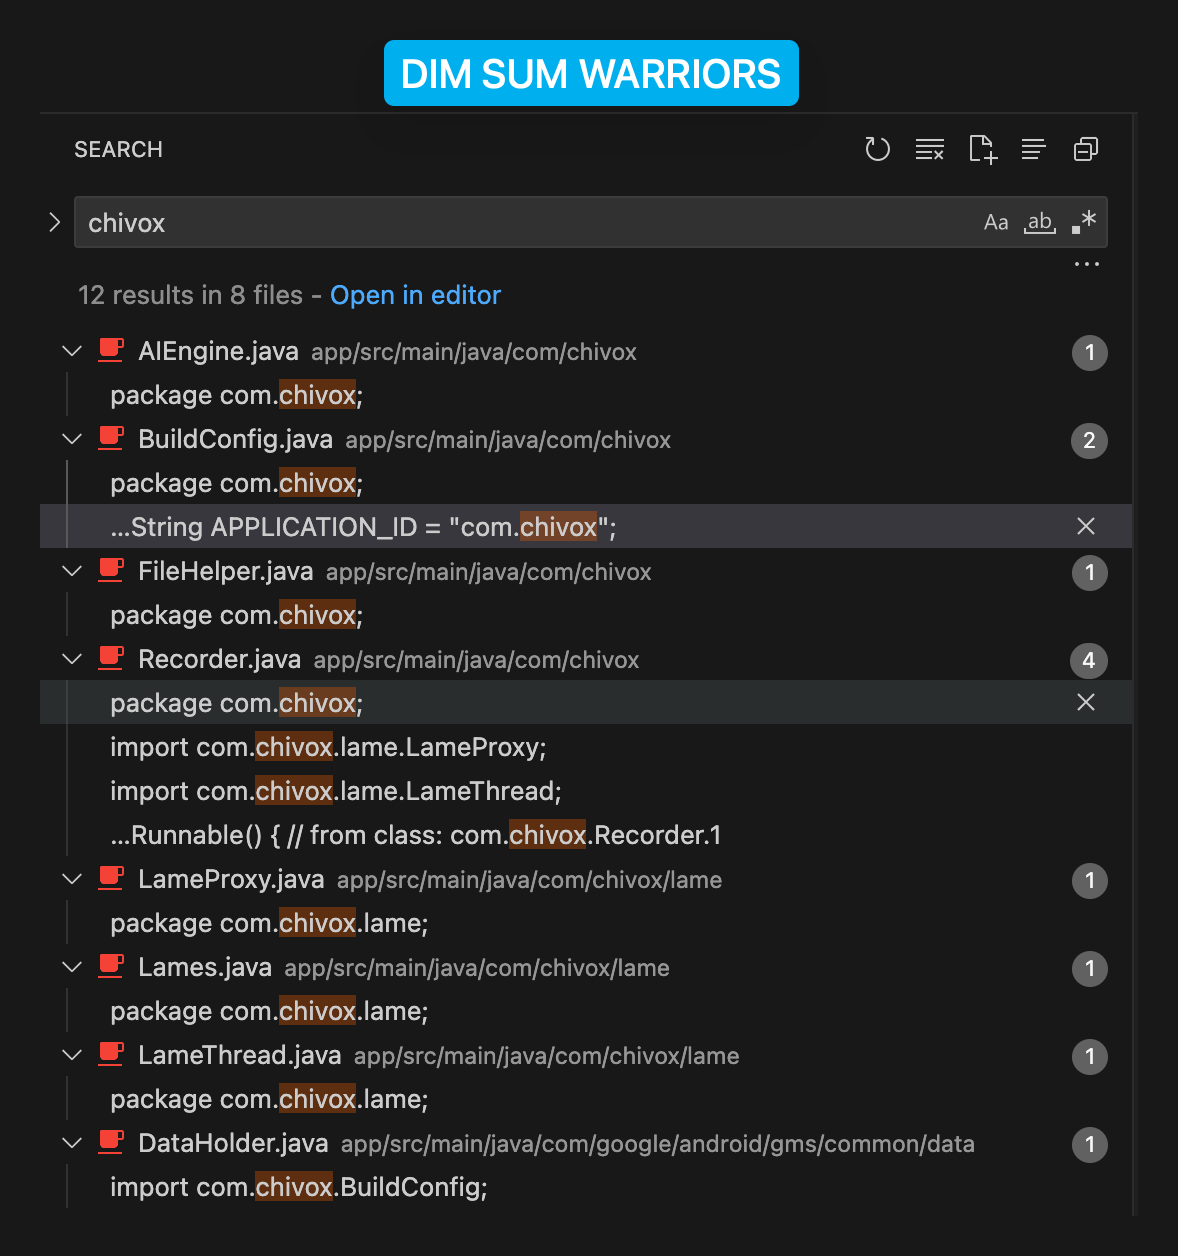 DIM SUM WARRIORS
SEARCH
chivox Aa ab .*
...
12 results in 8 files - Open in editor
AIEngine.java app/src/main/java/com/chivox 1
package com.chivox;
BuildConfig.java app/src/main/java/com/chivox 2
package com.chivox;
...String APPLICATION_ID = "com.chivox";
FileHelper.java app/src/main/java/com/chivox 1
package com.chivox;
Recorder.java app/src/main/java/com/chivox 4
package com.chivox;
import com.chivox.lame.LameProxy;
import com.chivox.lame.LameThread;
...Runnable() { // from class: com.chivox.Recorder.1
LameProxy.java app/src/main/java/com/chivox/lame 1
package com.chivox.lame;
Lames.java app/src/main/java/com/chivox/lame 1
package com.chivox.lame;
LameThread.java app/src/main/java/com/chivox/lame 1
package com.chivox.lame;
DataHolder.java app/src/main/java/com/google/android/gms/common/data 1
import com.chivox.BuildConfig;